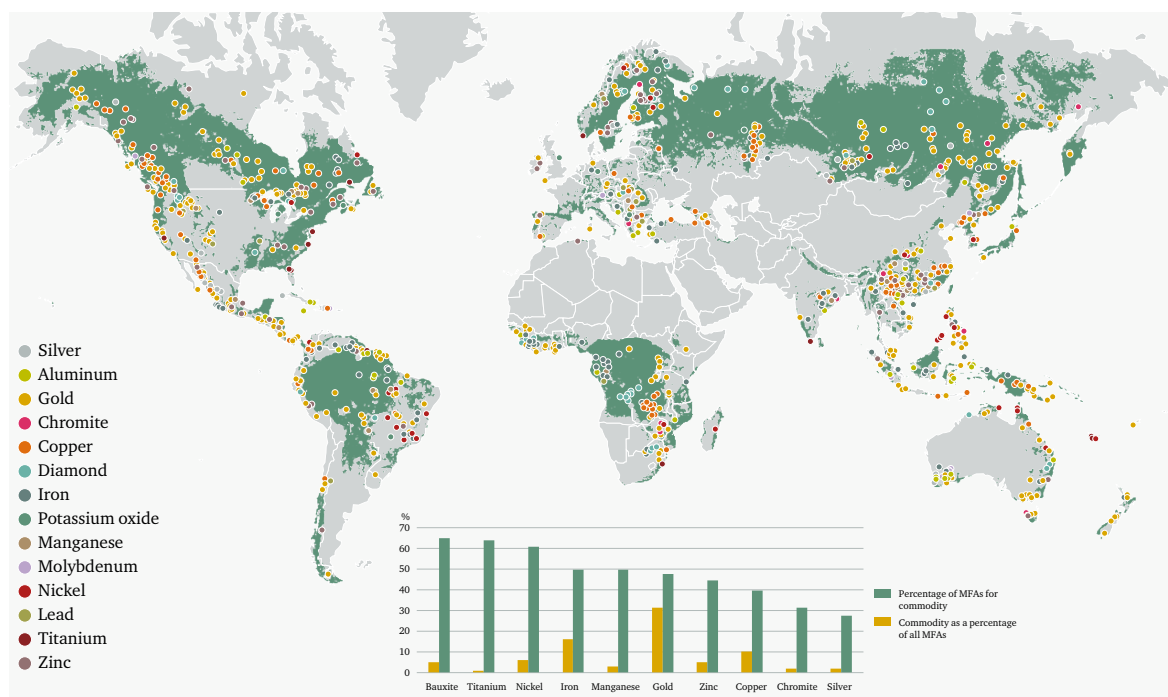 Silver
Aluminum
Gold
Chromite
Copper
Diamond
Iron
Potassium oxide
Manganese
Molybdenum
Nickel
Lead
Titanium
Zinc
%
70
60
50
40
30
20
10
0
Bauxite Titanium Nickel Iron Manganese Gold Zinc Copper Chromite Silver
Percentage of MFAs for
commodity
Commodity as a percentage
of all MFAs